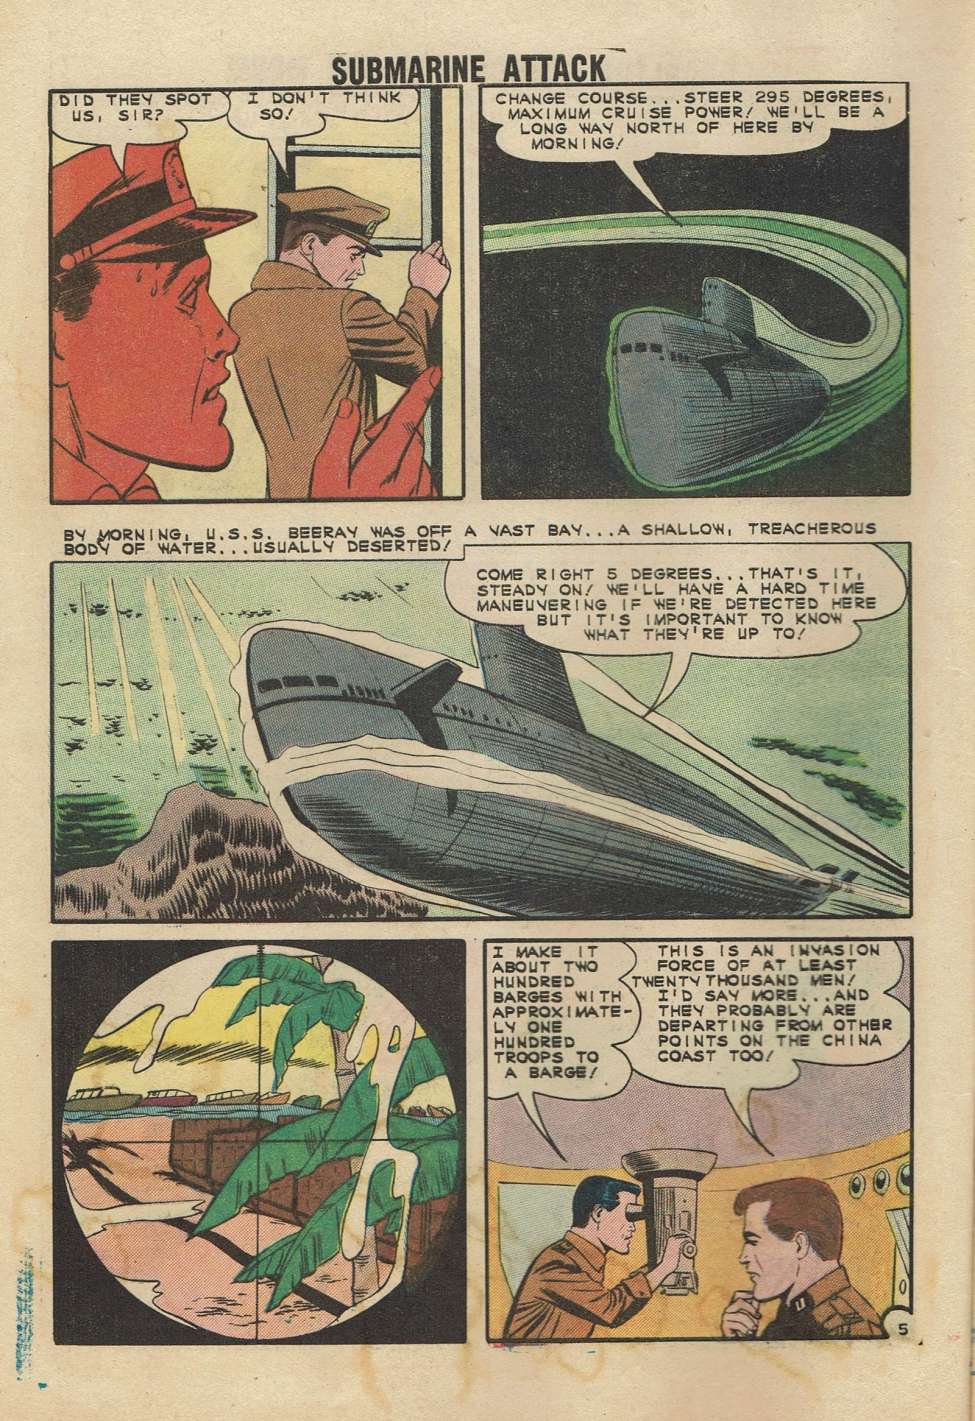 SUBMARINE ATTACK
DID THEY SPOT
US, SIR?
I DON'T THINK
SO!
CHANGE COURSE...STEER 295 DEGREES,
MAXIMUM CRUISE POWER! WE'LL BE A
LONG WAY NORTH OF HERE BY
MORNING!
BY MORNING, U.S.S. BEERAY WAS OFF A VAST BAY...A SHALLOW, TREACHEROUS
BODY OF WATER...USUALLY DESERTED!
COME RIGHT 5 DEGREES...THAT'S IT,
STEADY ON! WE'LL HAVE A HARD TIME
MANEUVERING IF WE'RE DETECTED HERE
BUT IT'S IMPORTANT TO KNOW
WHAT THEY'RE UP TO!
I MAKE IT
ABOUT TWO
HUNDRED
BARGES WITH
APPROXIMATE-
LY ONE
HUNDRED
TROOPS TO
A BARGE!
THIS IS AN INVASION
FORCE OF AT LEAST
TWENTY THOUSAND MEN!
I'D SAY MORE...AND
THEY PROBABLY ARE
DEPARTING FROM OTHER
POINTS ON THE CHINA
COAST TOO!
5